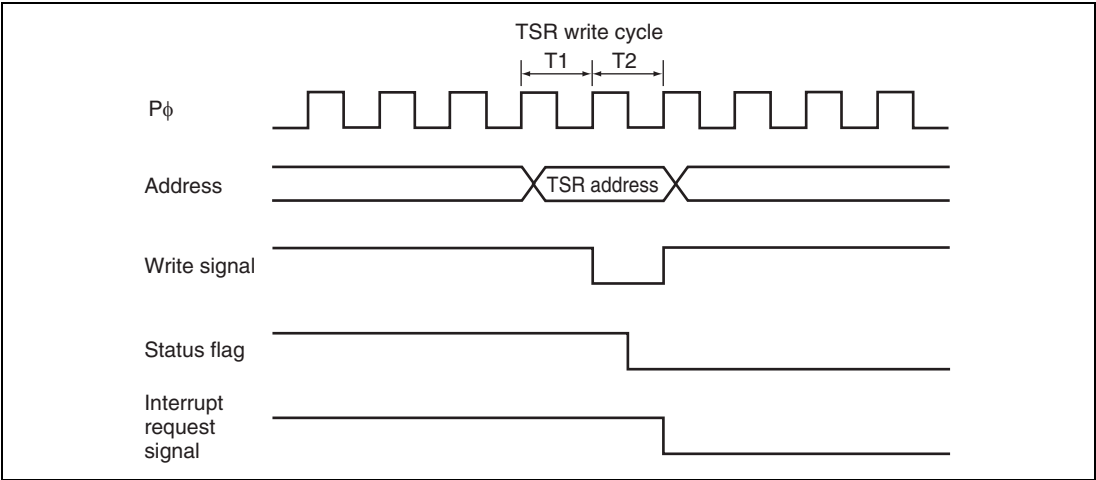 TSR write cycle
T1 T2
Pϕ
Address
TSR address
Write signal
Status flag
Interrupt
request
signal